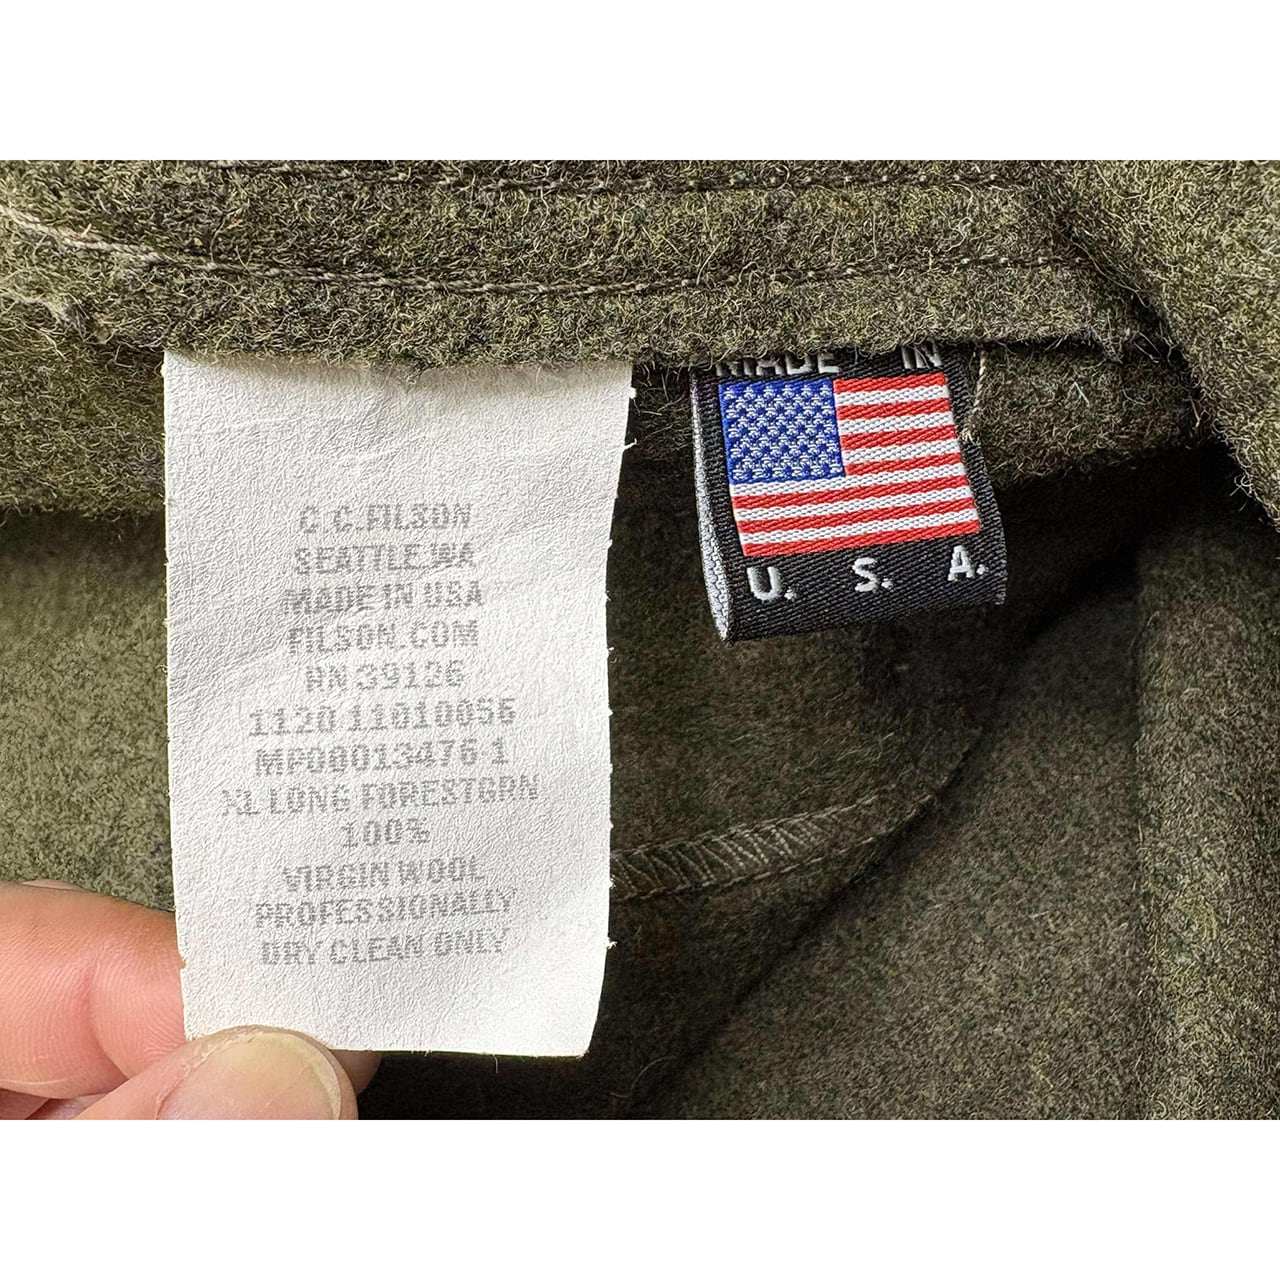 C.C.FILSON
SEATTLE.WA
MADE IN USA
FILSON.COM
RN 39126
1120 11010056
MP00013476-1
XL LONG FORESTGRN
100%
VIRGIN WOOL
PROFESSIONALLY
DRY CLEAN ONLY
MADE IN
U. S. A.